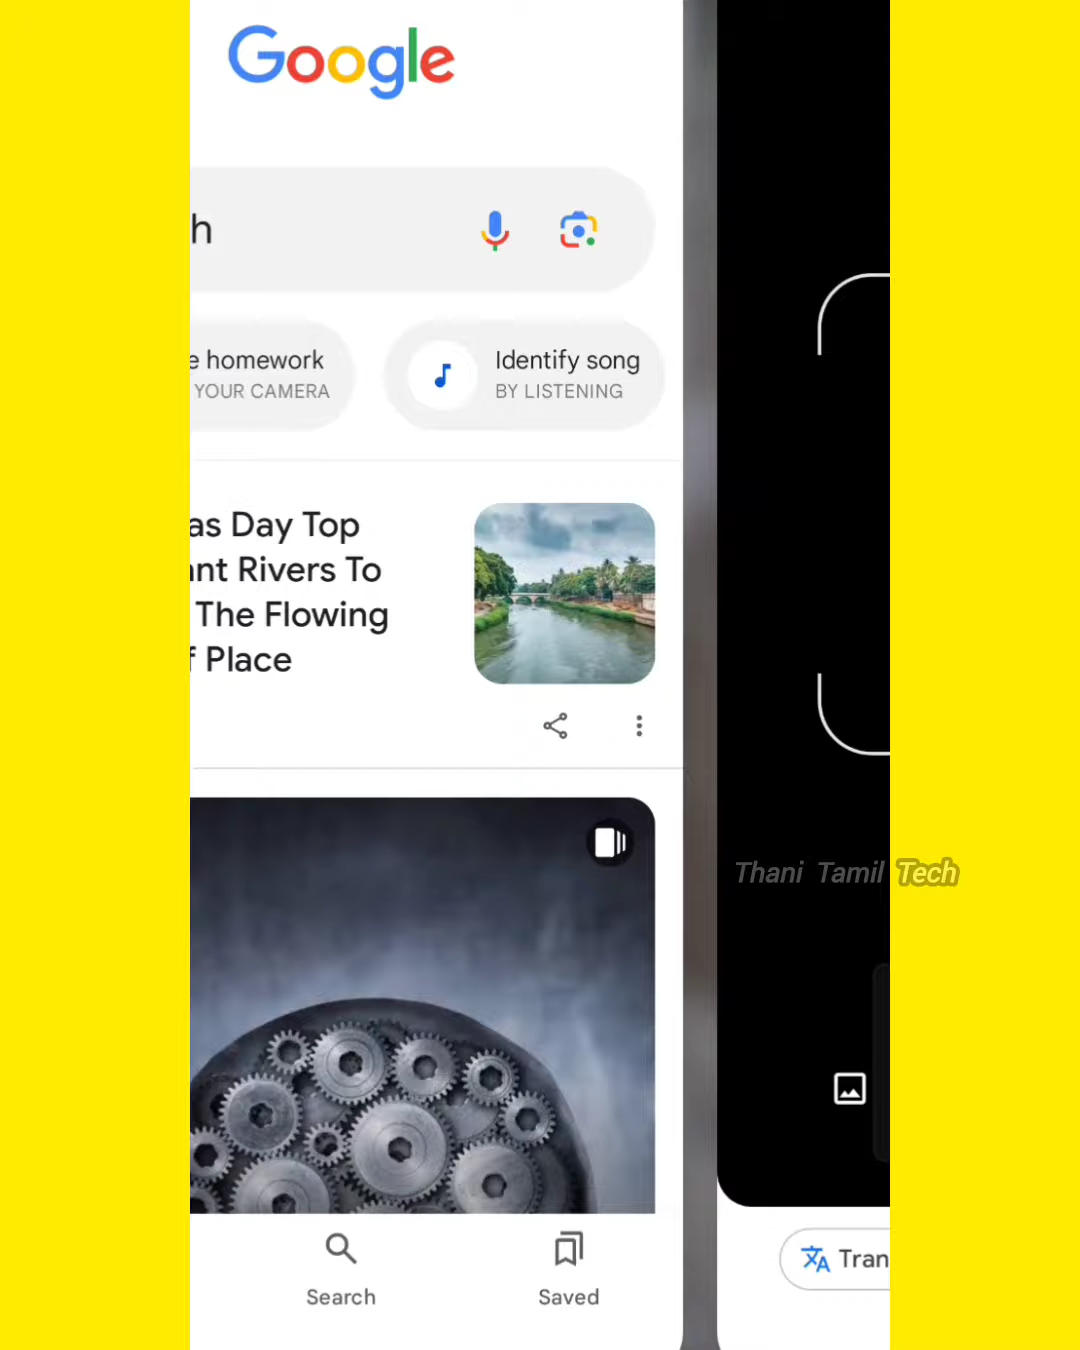 Google
h
e homework
YOUR CAMERA
Identify song
BY LISTENING
as Day Top
nt Rivers To
The Flowing
f Place
Thani Tamil Tech
Search
Saved
Tran